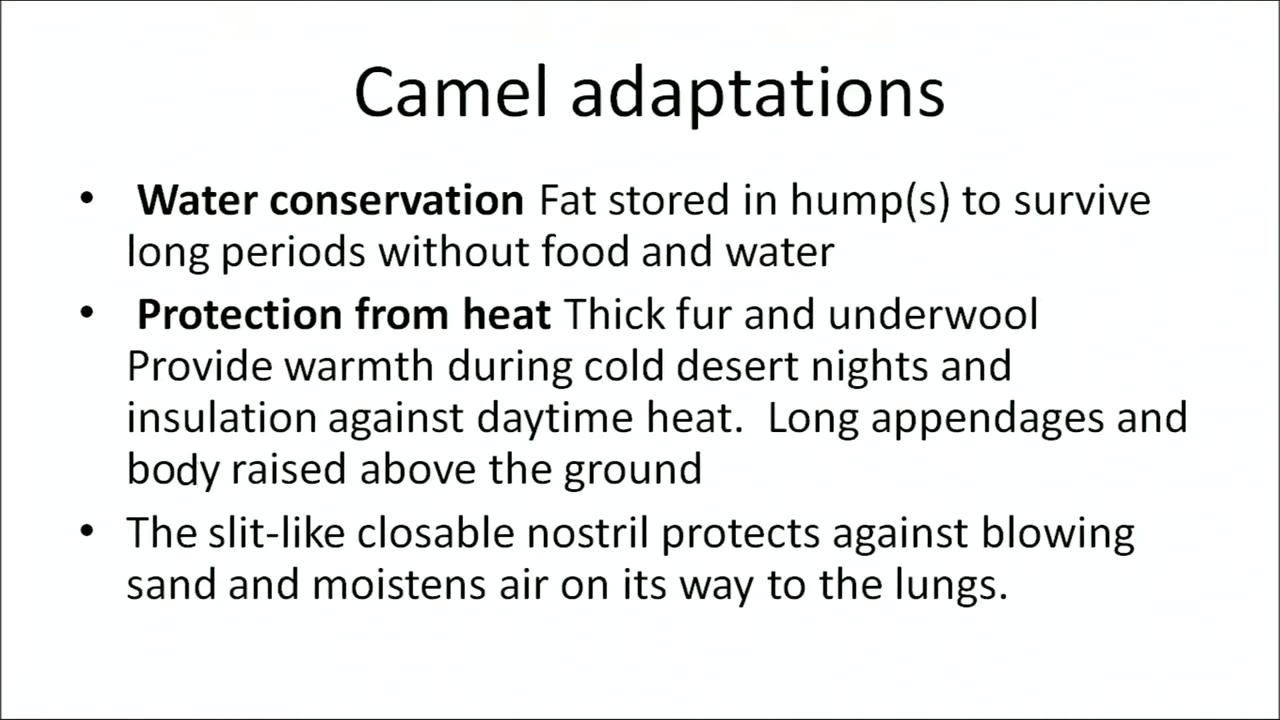 Camel adaptations
• Water conservation Fat stored in hump(s) to survive
long periods without food and water
• Protection from heat Thick fur and underwool
Provide warmth during cold desert nights and
insulation against daytime heat.  Long appendages and
body raised above the ground
• The slit-like closable nostril protects against blowing
sand and moistens air on its way to the lungs.